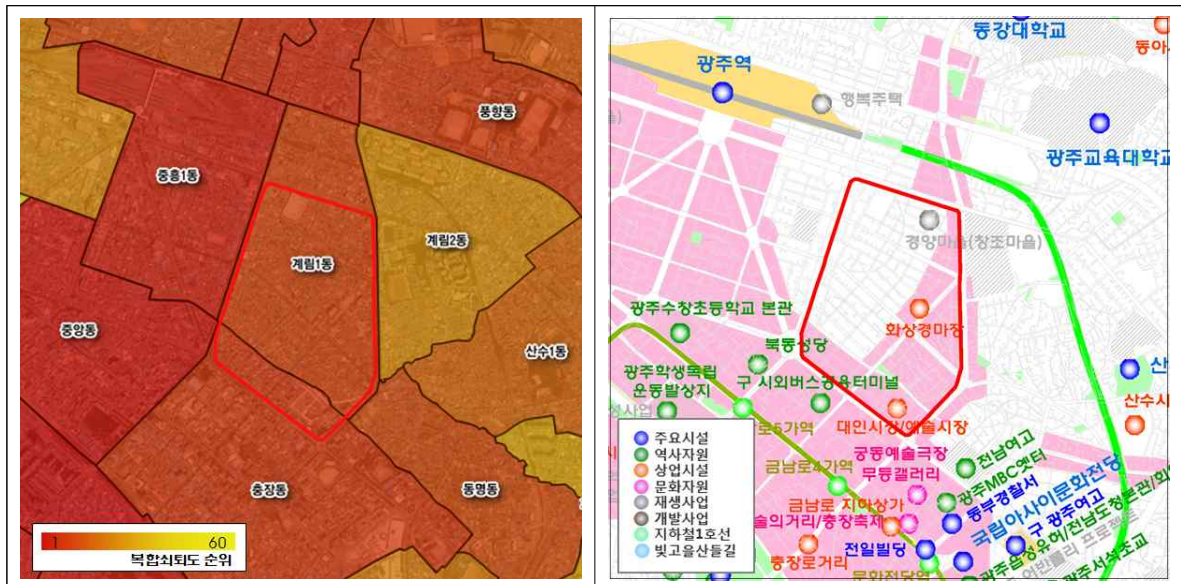 풍향동
중흥1동
계림2동
계림1동
중앙동
산수1동
충장동
동명동
1
60
복합쇠퇴도 순위
동강대학교
광주역
행복주택
광주교육대학교
경양마을(창조마을)
광주수창초등학교 본관
화상경마장
북동성당
광주학생독립
운동발상지
구 시외버스공용터미널
대인시장/예술시장
산수시
주요시설
역사자원
상업시설
문화자원
재생사업
개발사업
지하철1호선
빛고을산들길
궁동예술극장
금남로4가역
무등갤러리
전남여고
광주MBC옛터
금남로 지하상가
동부경찰서
국립아시아문화전당
술의거리/충장축제
구 광주여고
충장로거리
전일빌딩
문화전당역